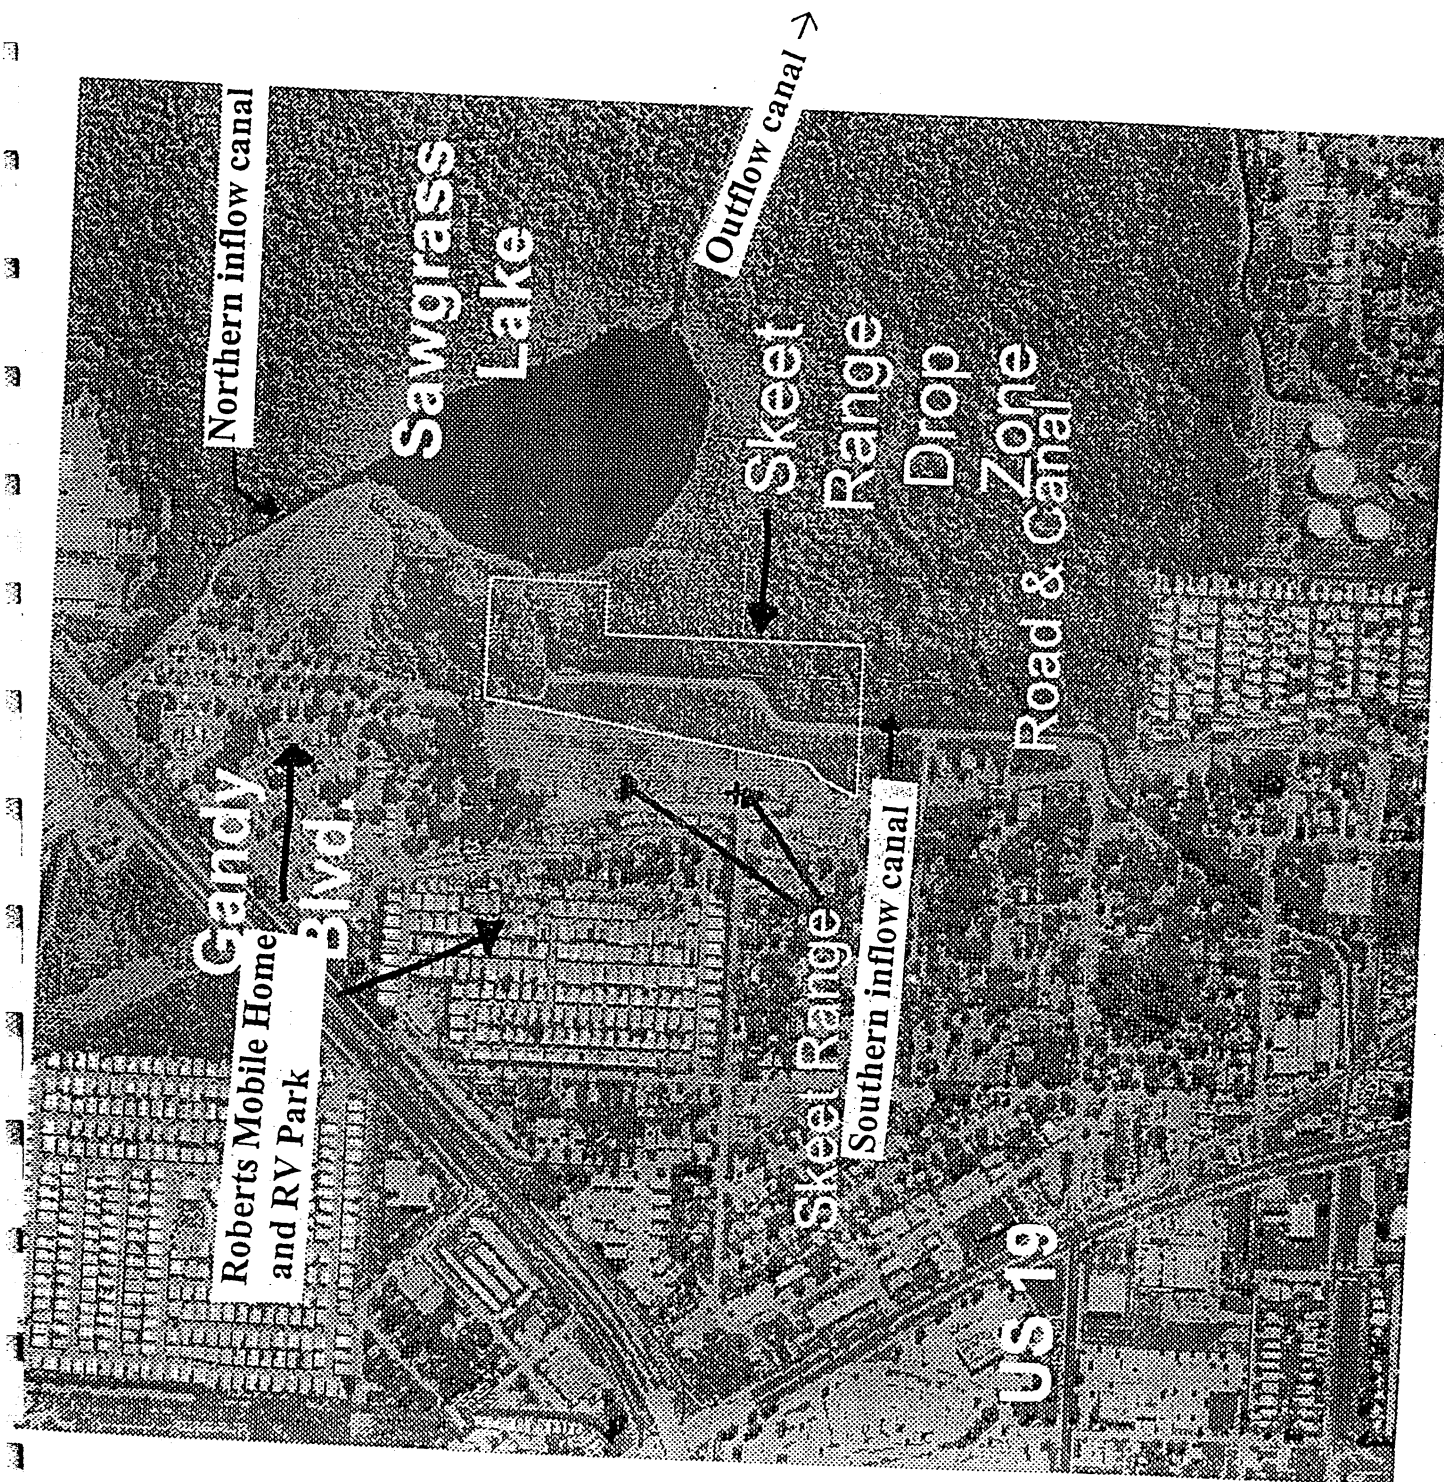 Northern inflow canal
Sawgrass
Lake
Outflow canal →
Skeet
Range
Drop
Zone
Road & Canal
Gandy
Blvd.
Roberts Mobile Home
and RV Park
Skeet Range
Southern inflow canal
US 19